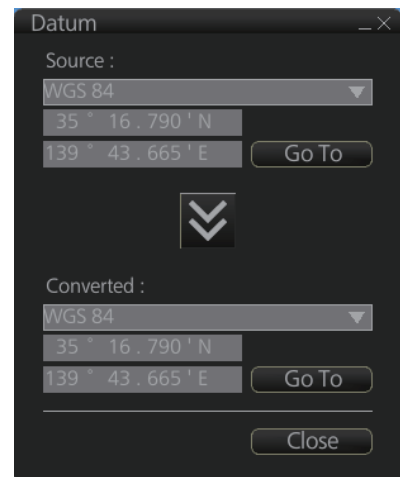 Datum
Source :
WGS 84
35 ° 16 . 790 ' N
139 ° 43 . 665 ' E Go To
Converted :
WGS 84
35 ° 16 . 790 ' N
139 ° 43 . 665 ' E Go To
Close